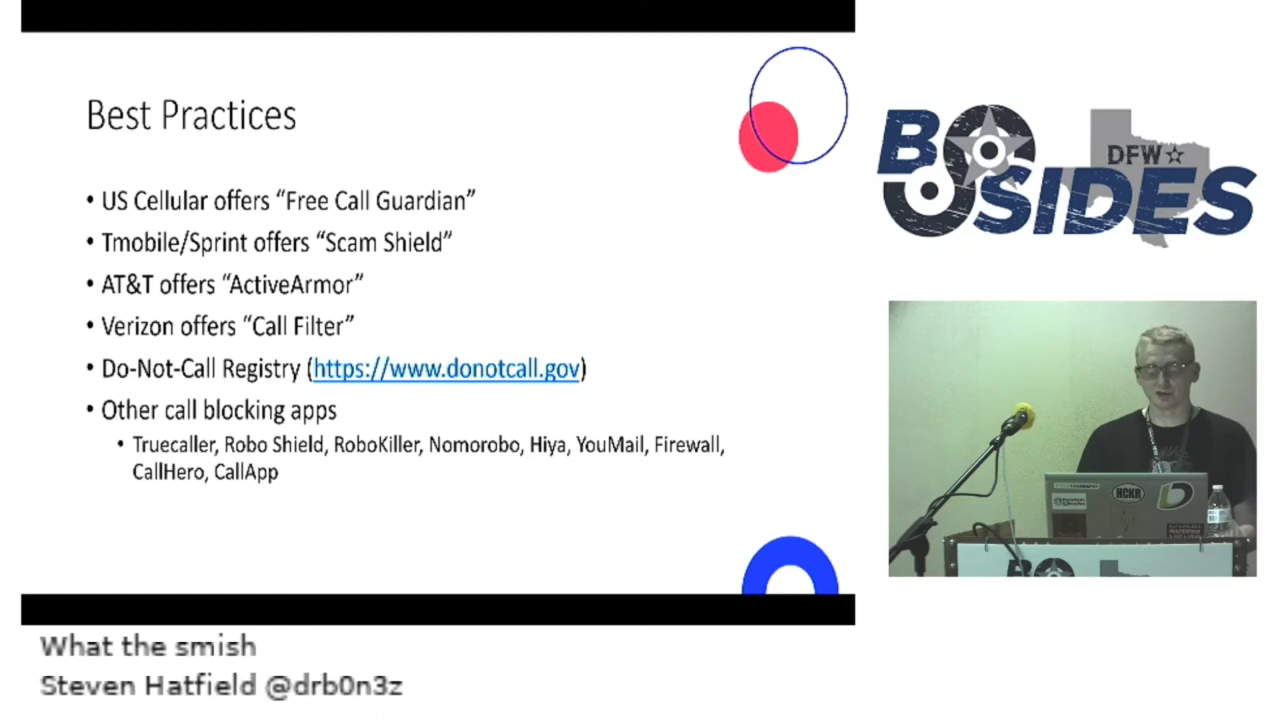 Best Practices
• US Cellular offers “Free Call Guardian”
• Tmobile/Sprint offers “Scam Shield”
• AT&T offers “ActiveArmor”
• Verizon offers “Call Filter”
• Do-Not-Call Registry (https://www.donotcall.gov)
• Other call blocking apps
• Truecaller, Robo Shield, RoboKiller, Nomorobo, Hiya, YouMail, Firewall,
CallHero, CallApp
B SIDES
DFW
HCKR
What the smish
Steven Hatfield @drb0n3z